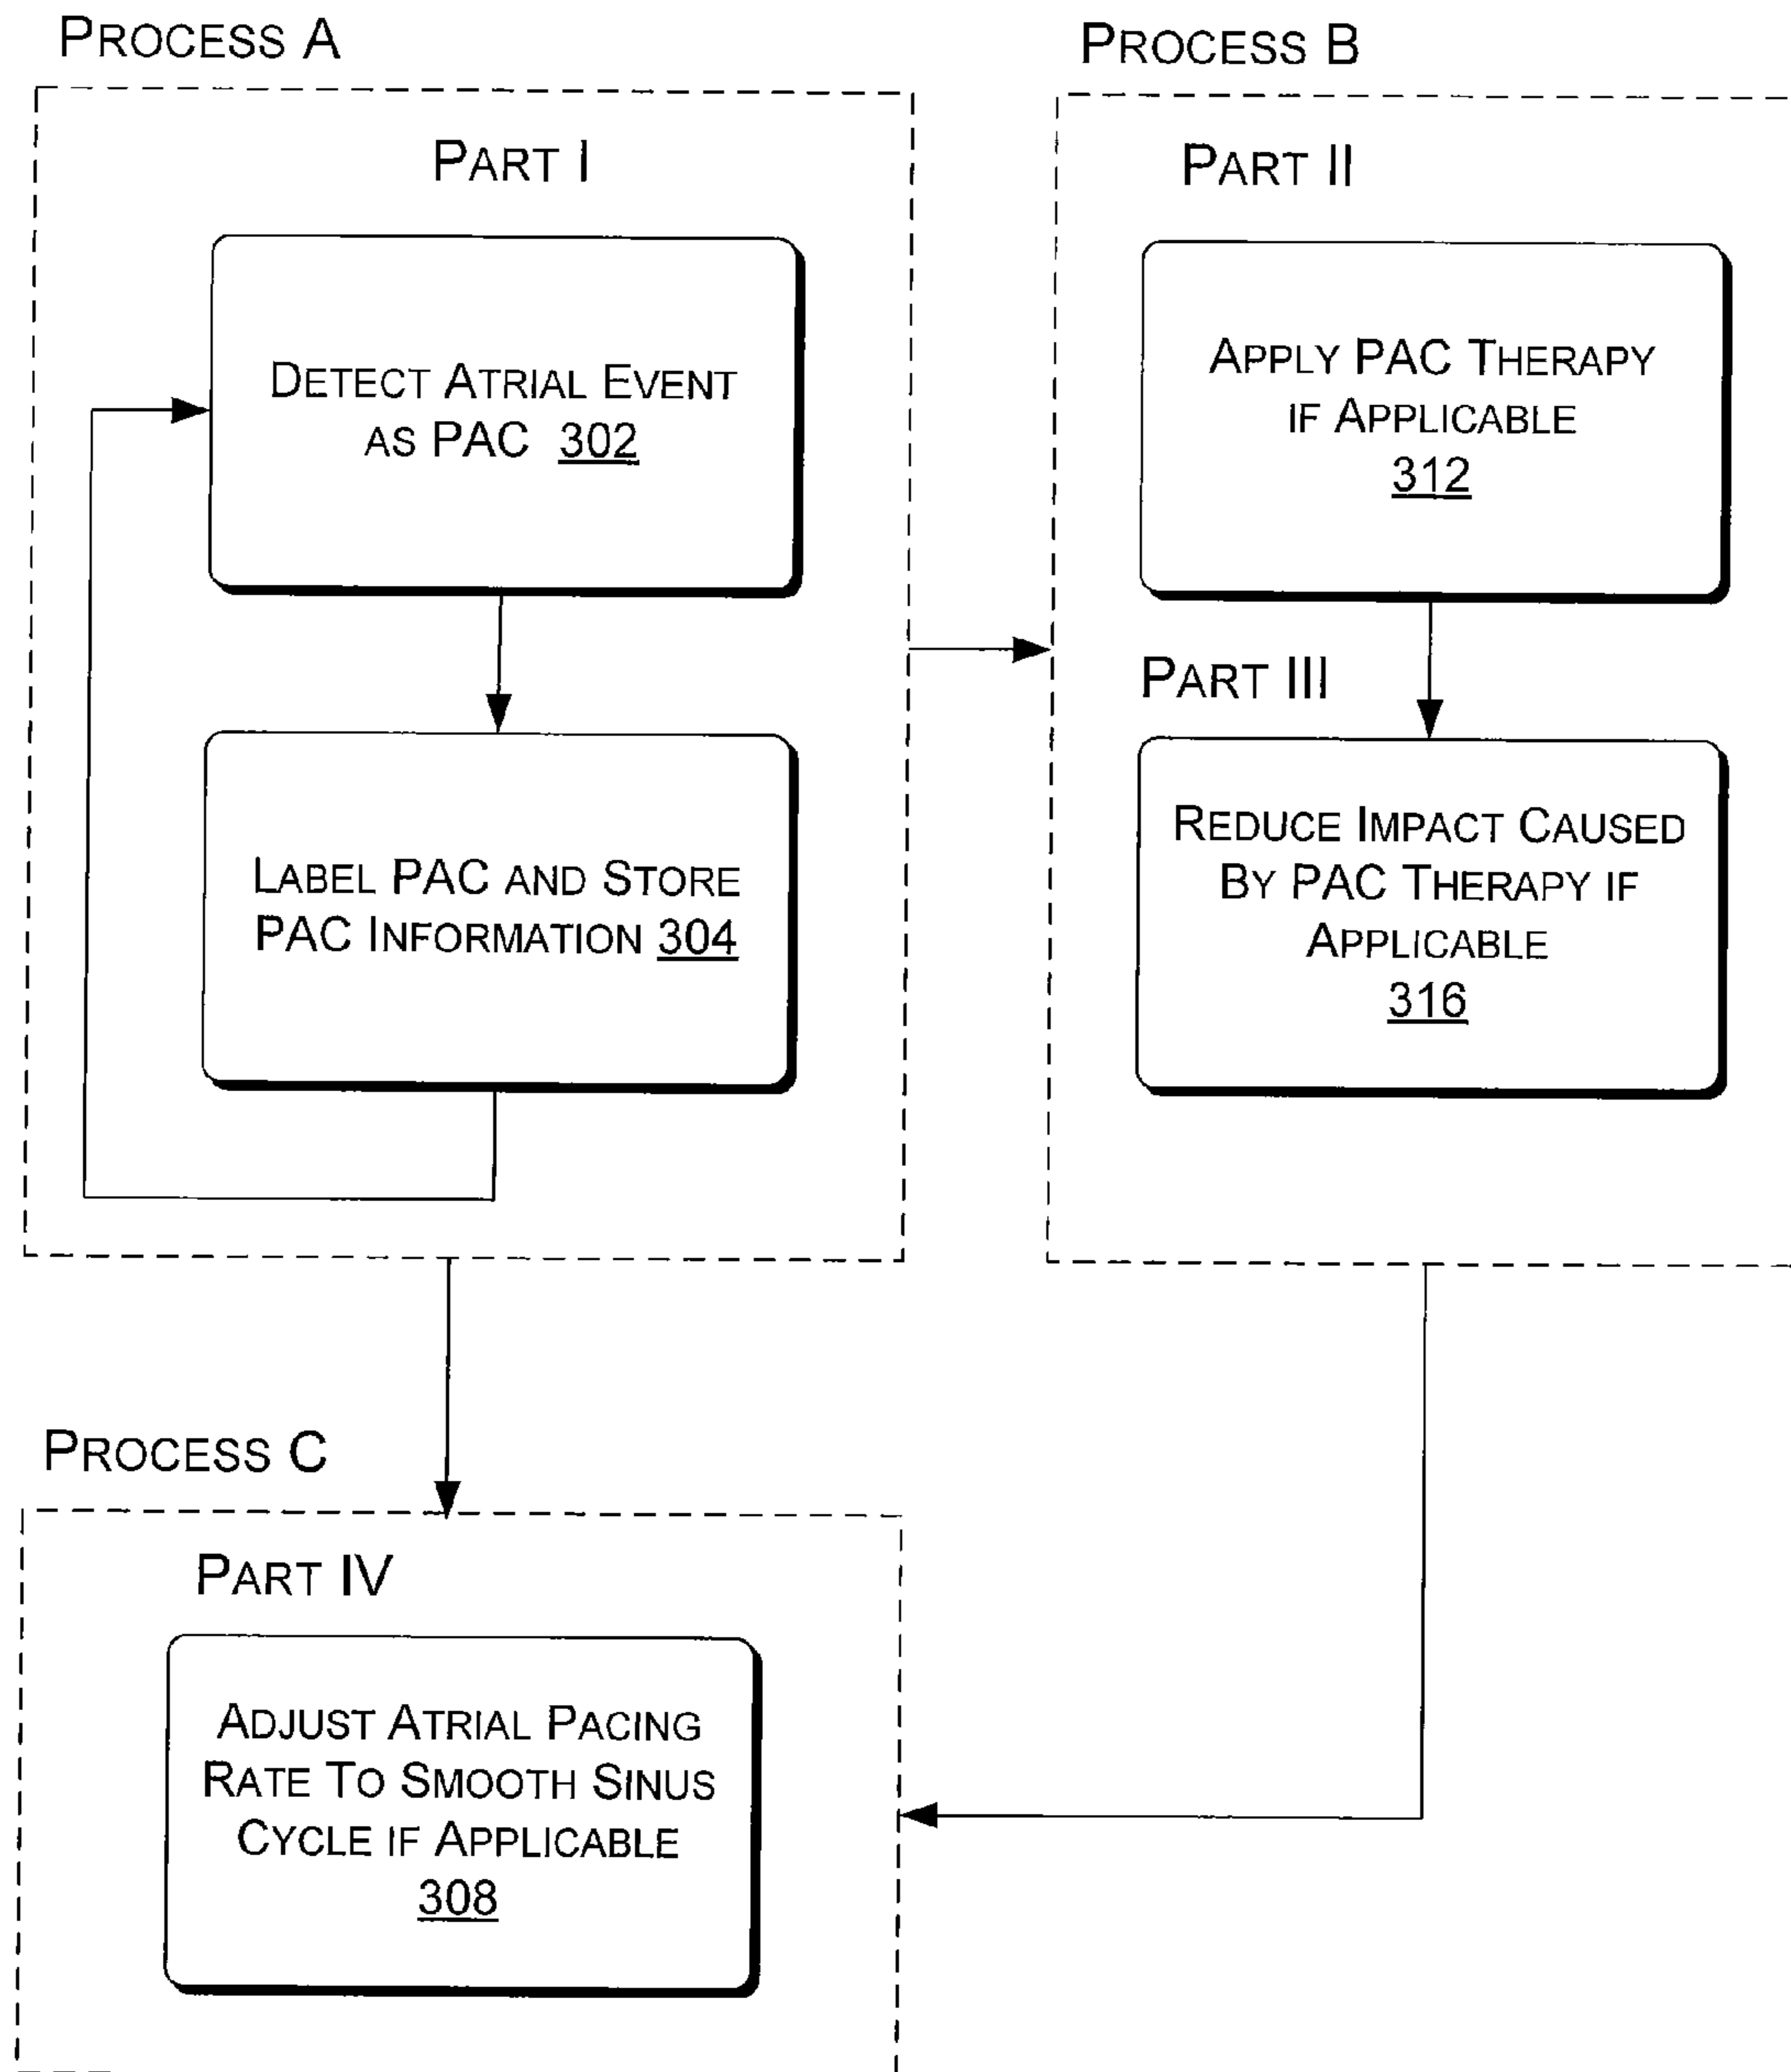 PROCESS A
PART I
DETECT ATRIAL EVENT
AS PAC 302
LABEL PAC AND STORE
PAC INFORMATION 304
PROCESS B
PART II
APPLY PAC THERAPY
IF APPLICABLE
312
PART III
REDUCE IMPACT CAUSED
BY PAC THERAPY IF
APPLICABLE
316
PROCESS C
PART IV
ADJUST ATRIAL PACING
RATE TO SMOOTH SINUS
CYCLE IF APPLICABLE
308